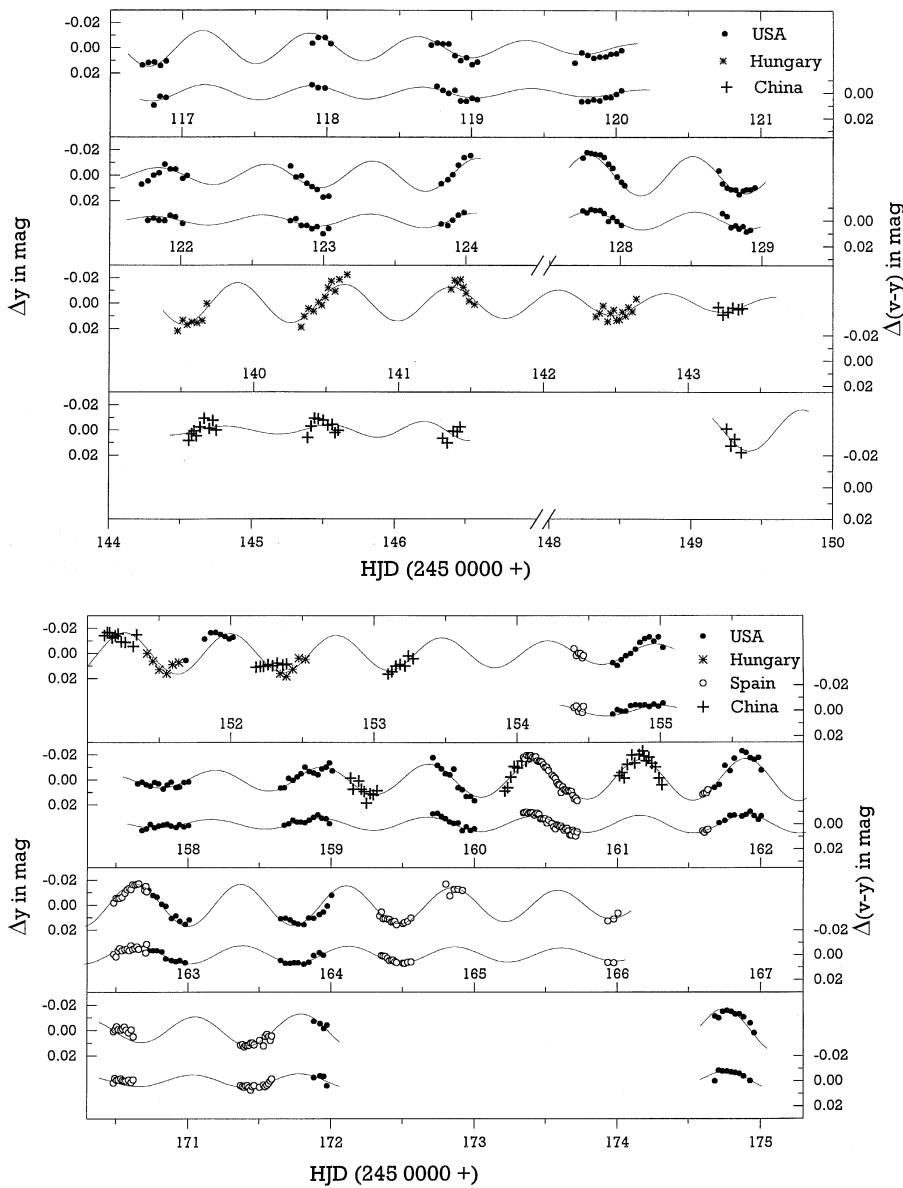 -0.02
0.00
0.02
USA
Hungary
China
0.00
0.02
117 118 119 120 121
-0.02
0.00
0.02
0.00
0.02
122 123 124 128 129
Δy in mag
Δ(v-y) in mag
-0.02
0.00
0.02
-0.02
0.00
0.02
140 141 142 143
-0.02
0.00
0.02
-0.02
0.00
0.02
144 145 146 148 149 150
HJD (245 0000 +)
-0.02
0.00
0.02
USA
Hungary
Spain
China
-0.02
0.00
0.02
152 153 154 155
-0.02
0.00
0.02
0.00
0.02
158 159 160 161 162
Δy in mag
Δ(v-y) in mag
-0.02
0.00
0.02
-0.02
0.00
0.02
163 164 165 166 167
-0.02
0.00
0.02
-0.02
0.00
0.02
171 172 173 174 175
HJD (245 0000 +)